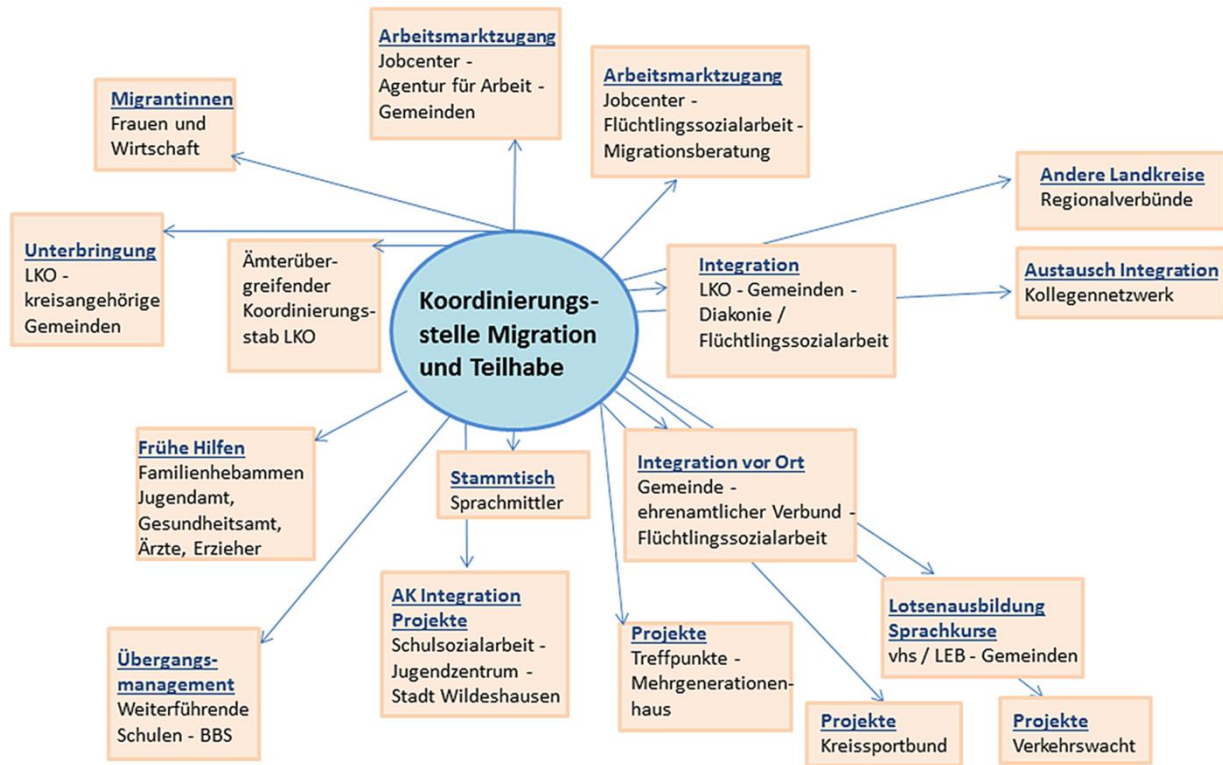 Arbeitsmarktzugang
Jobcenter -
Agentur für Arbeit -
Gemeinden
Arbeitsmarktzugang
Jobcenter -
Flüchtlingssozialarbeit -
Migrationsberatung
Migrantinnen
Frauen und
Wirtschaft
Andere Landkreise
Regionalverbünde
Unterbringung
LKO -
kreisangehörige
Gemeinden
Ämterüber-
greifender
Koordinierungs-
stab LKO
Koordinierungs-
stelle Migration
und Teilhabe
Integration
LKO - Gemeinden -
Diakonie /
Flüchtlingssozialarbeit
Austausch Integration
Kollegennetzwerk
Frühe Hilfen
Familienhebammen
Jugendamt,
Gesundheitsamt,
Ärzte, Erzieher
Stammtisch
Sprachmittler
Integration vor Ort
Gemeinde -
ehrenamtlicher Verbund -
Flüchtlingssozialarbeit
AK Integration
Projekte
Schulsozialarbeit -
Jugendzentrum -
Stadt Wildeshausen
Lotsenausbildung
Sprachkurse
vhs / LEB - Gemeinden
Übergangs-
management
Weiterführende
Schulen - BBS
Projekte
Treffpunkte -
Mehrgenerationen-
haus
Projekte
Kreissportbund
Projekte
Verkehrswacht